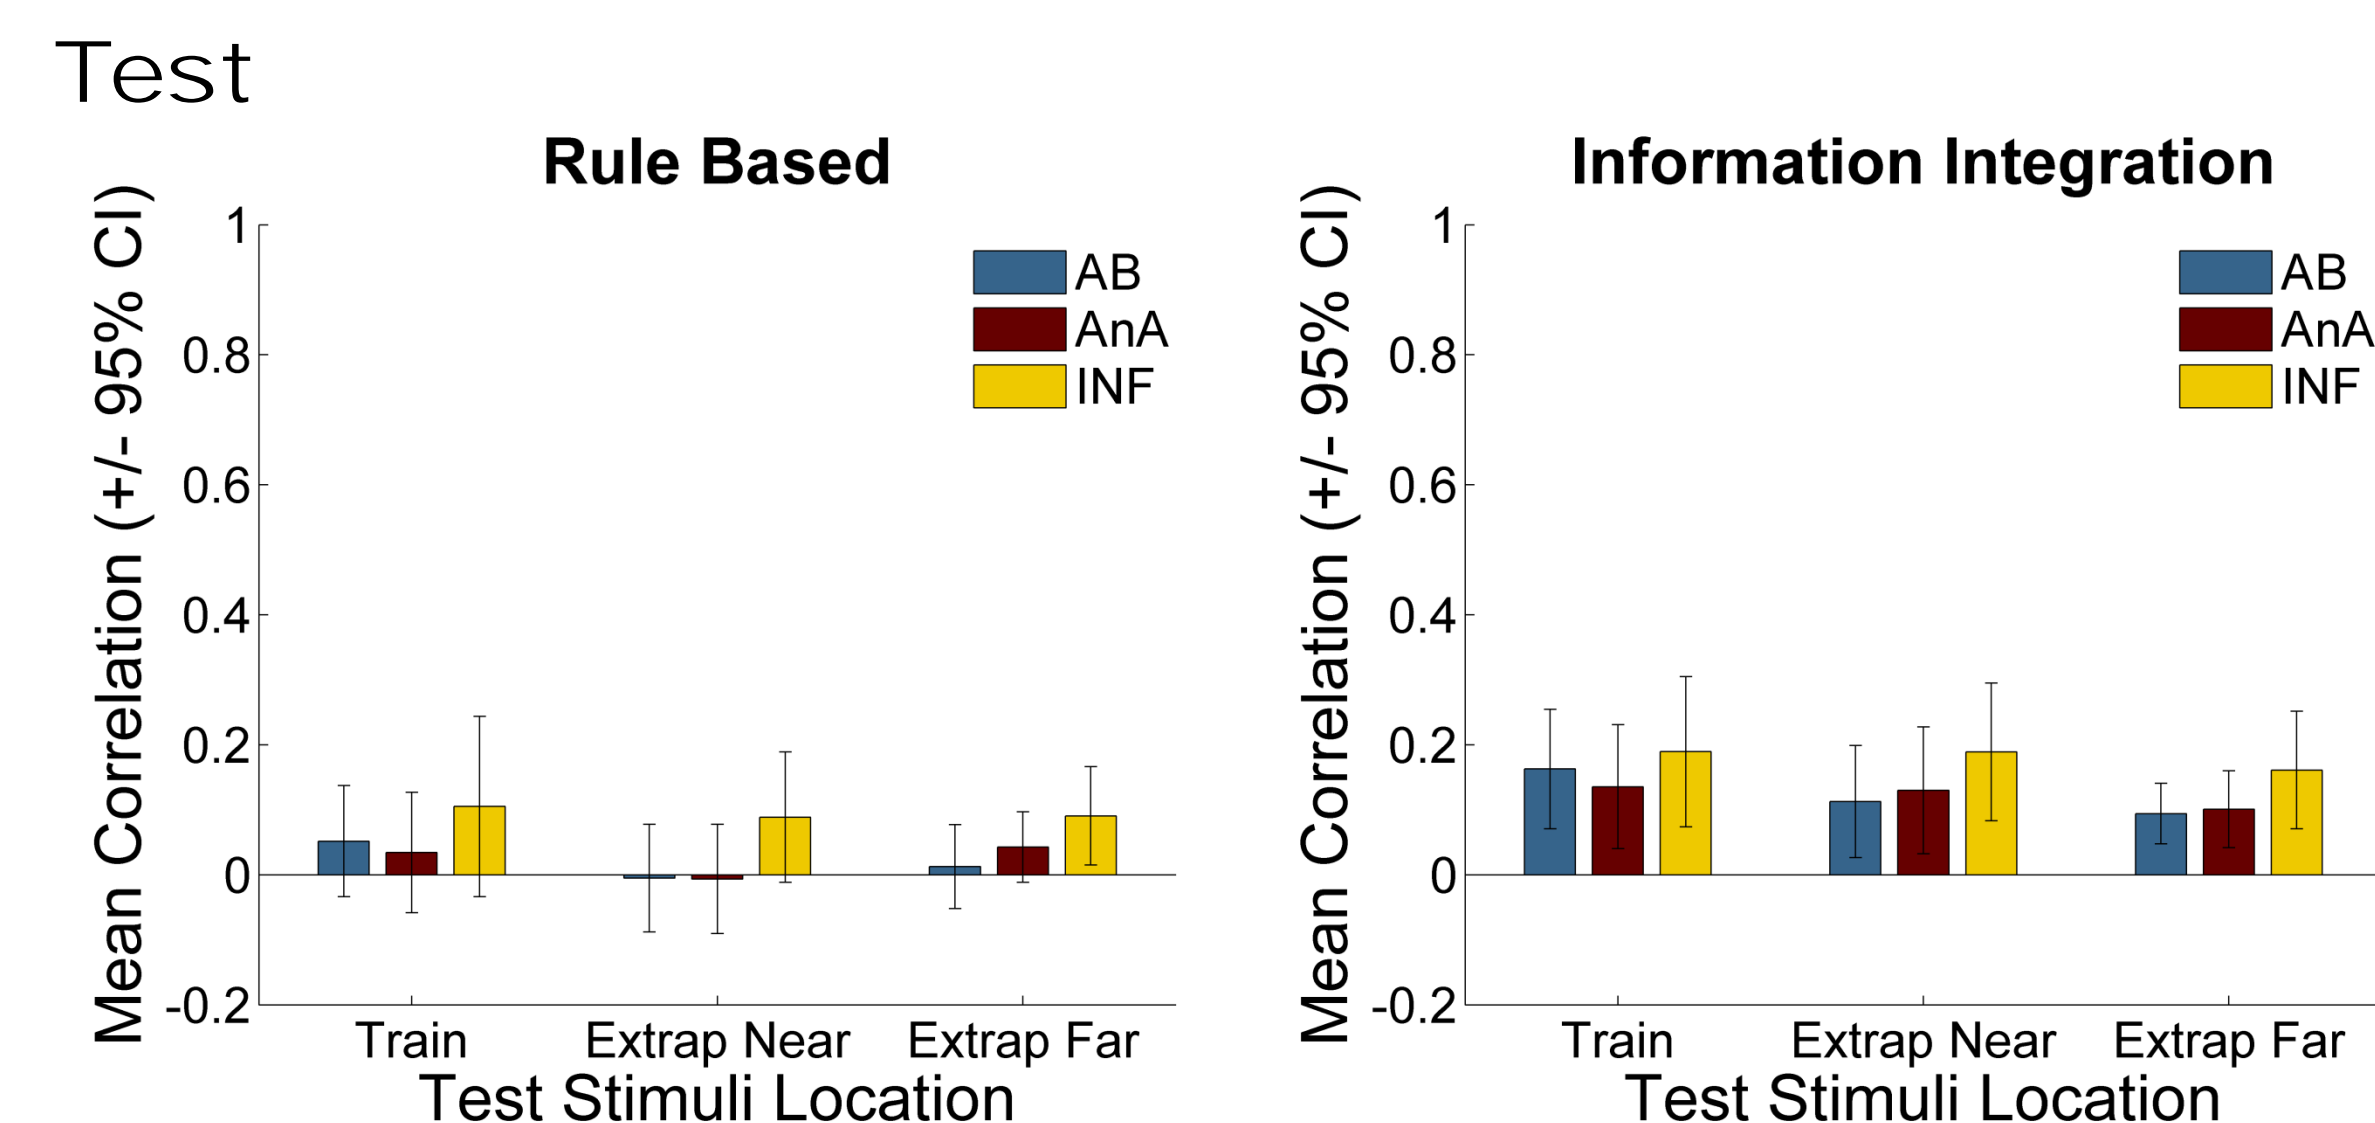 Test
Rule Based
Mean Correlation (+/- 95% CI)
1
0.8
0.6
0.4
0.2
0
-0.2
AB
AnA
INF
Train Extrap Near Extrap Far
Test Stimuli Location
Information Integration
Mean Correlation (+/- 95% CI)
1
0.8
0.6
0.4
0.2
0
-0.2
AB
AnA
INF
Train Extrap Near Extrap Far
Test Stimuli Location